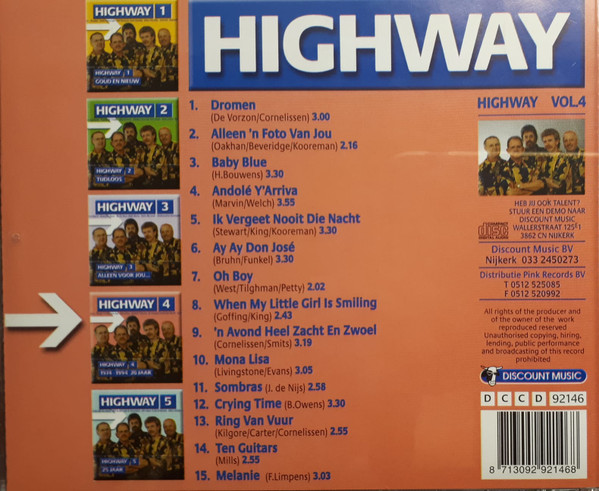 HIGHWAY 1
HIGHWAY 1
GOUD EN NIEUW
HIGHWAY 2
HIGHWAY 2
TIJDLOOS
HIGHWAY 3
HIGHWAY 3
ALLEEN VOOR JOU...
HIGHWAY 4
HIGHWAY 4
1974 - 1994 20 JAAR
HIGHWAY 5
HIGHWAY 5
25 JAAR
HIGHWAY
1. Dromen
(De Vorzon/Cornelissen) 3.00
2. Alleen 'n Foto Van Jou
(Oakhan/Beveridge/Kooreman) 2.16
3. Baby Blue
(H.Bouwens) 3.30
4. Andolé Y'Arriva
(Marvin/Welch) 3.55
5. Ik Vergeet Nooit Die Nacht
(Stewart/King/Kooreman) 3.30
6. Ay Ay Don José
(Bruhn/Funkel) 3.30
7. Oh Boy
(West/Tilghman/Petty) 2.02
8. When My Little Girl Is Smiling
(Goffing/King) 2.43
9. 'n Avond Heel Zacht En Zwoel
(Cornelissen/Smits) 3.19
10. Mona Lisa
(Livingstone/Evans) 3.05
11. Sombras (J. de Nijs) 2.58
12. Crying Time (B.Owens) 3.30
13. Ring Van Vuur
(Kilgore/Carter/Cornelissen) 2.55
14. Ten Guitars
(Mills) 2.55
15. Melanie (F.Limpens) 3.03
HIGHWAY VOL.4
HEB JIJ OOK TALENT?
STUUR EEN DEMO NAAR
DISCOUNT MUSIC
WALLERSTRAAT 125 E1
3862 CN NIJKERK
COMPACT disc
Discount Music BV
Nijkerk 033 2450273
Distributie Pink Records BV
T 0512 525085
F 0512 520992
All rights of the producer and
of the owner of the work
reproduced reserved
Unauthorised copying, hiring,
lending, public performance
and broadcasting of this record
prohibited
DISCOUNT MUSIC
D C C D 92146
8 713092 921468